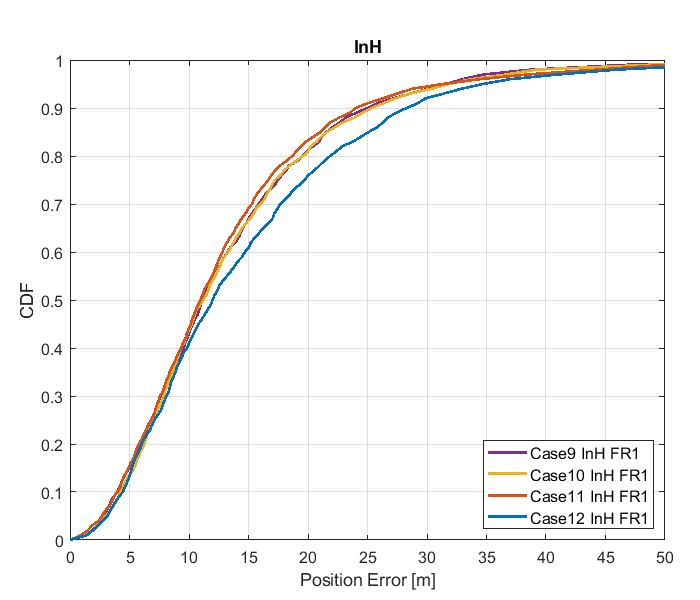 InH
1
0.9
0.8
0.7
0.6
0.5
0.4
0.3
0.2
0.1
0
CDF
Case9 InH FR1
Case10 InH FR1
Case11 InH FR1
Case12 InH FR1
0 5 10 15 20 25 30 35 40 45 50
Position Error [m]